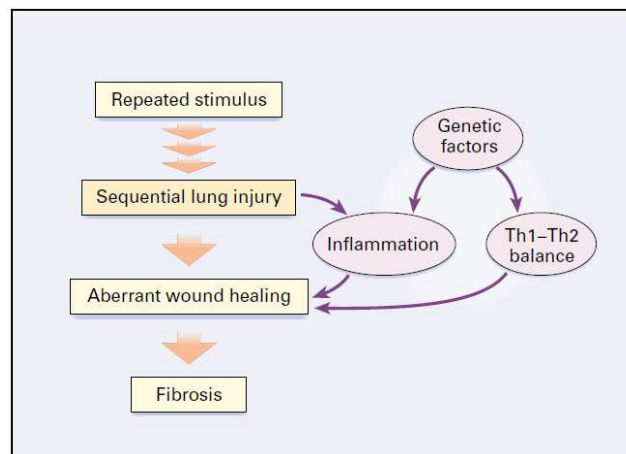 Repeated stimulus
Genetic
factors
Sequential lung injury
Inflammation
Th1–Th2
balance
Aberrant wound healing
Fibrosis